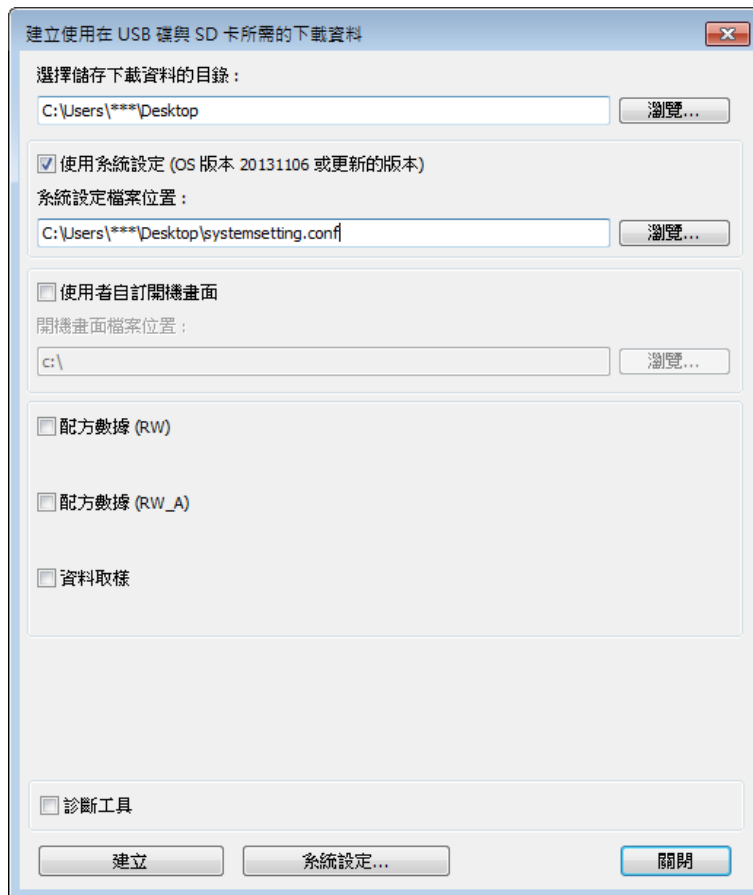 建立使用在 USB 碟與 SD 卡所需的下載資料
選擇儲存下載資料的目錄：
C:\Users\***\Desktop 瀏覽...
使用系統設定 (OS 版本 20131106 或更新的版本)
系統設定檔案位置：
C:\Users\***\Desktop\systemsetting.conf 瀏覽...
使用者自訂開機畫面
開機畫面檔案位置：
c:\ 瀏覽...
配方數據 (RW)
配方數據 (RW_A)
資料取樣
診斷工具
建立 系統設定... 關閉